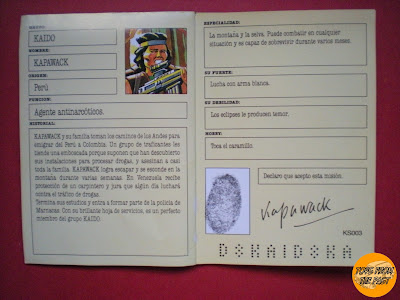 GRUPO:
KAIDO
NOMBRE:
KAPAWACK
ORIGEN:
Perú
FUNCION:
Agente antinarcóticos.
HISTORIAL:
KAPAWACK y su familia toman los caminos de los Andes para
emigrar del Perú a Colombia. Un grupo de traficantes les
tiende una emboscada porque suponen que han descubierto
sus instalaciones para procesar drogas, y asesinan a casi
toda la familia. KAPAWACK logra escapar y se esconde en la
montaña durante varias semanas. En Venezuela recibe
protección de un carpintero y jura que algún día luchará
contra el tráfico de drogas.
Termina sus estudios y entra a formar parte de la policía de
Manracas. Con su brillante hoja de servicios, es un perfecto
miembro del grupo KAIDO.
ESPECIALIDAD:
La montaña y la selva. Puede combatir en cualquier
situación y es capaz de sobrevivir durante varios meses.
SU FUERTE:
Lucha con arma blanca.
SU DEBILIDAD:
Los eclipses le producen temor.
HOBBY:
Toca el caramillo.
Declaro que acepto esta misión.
Kapawack
KS003
D KAIDO KA
TOYS FROM
THE PAST